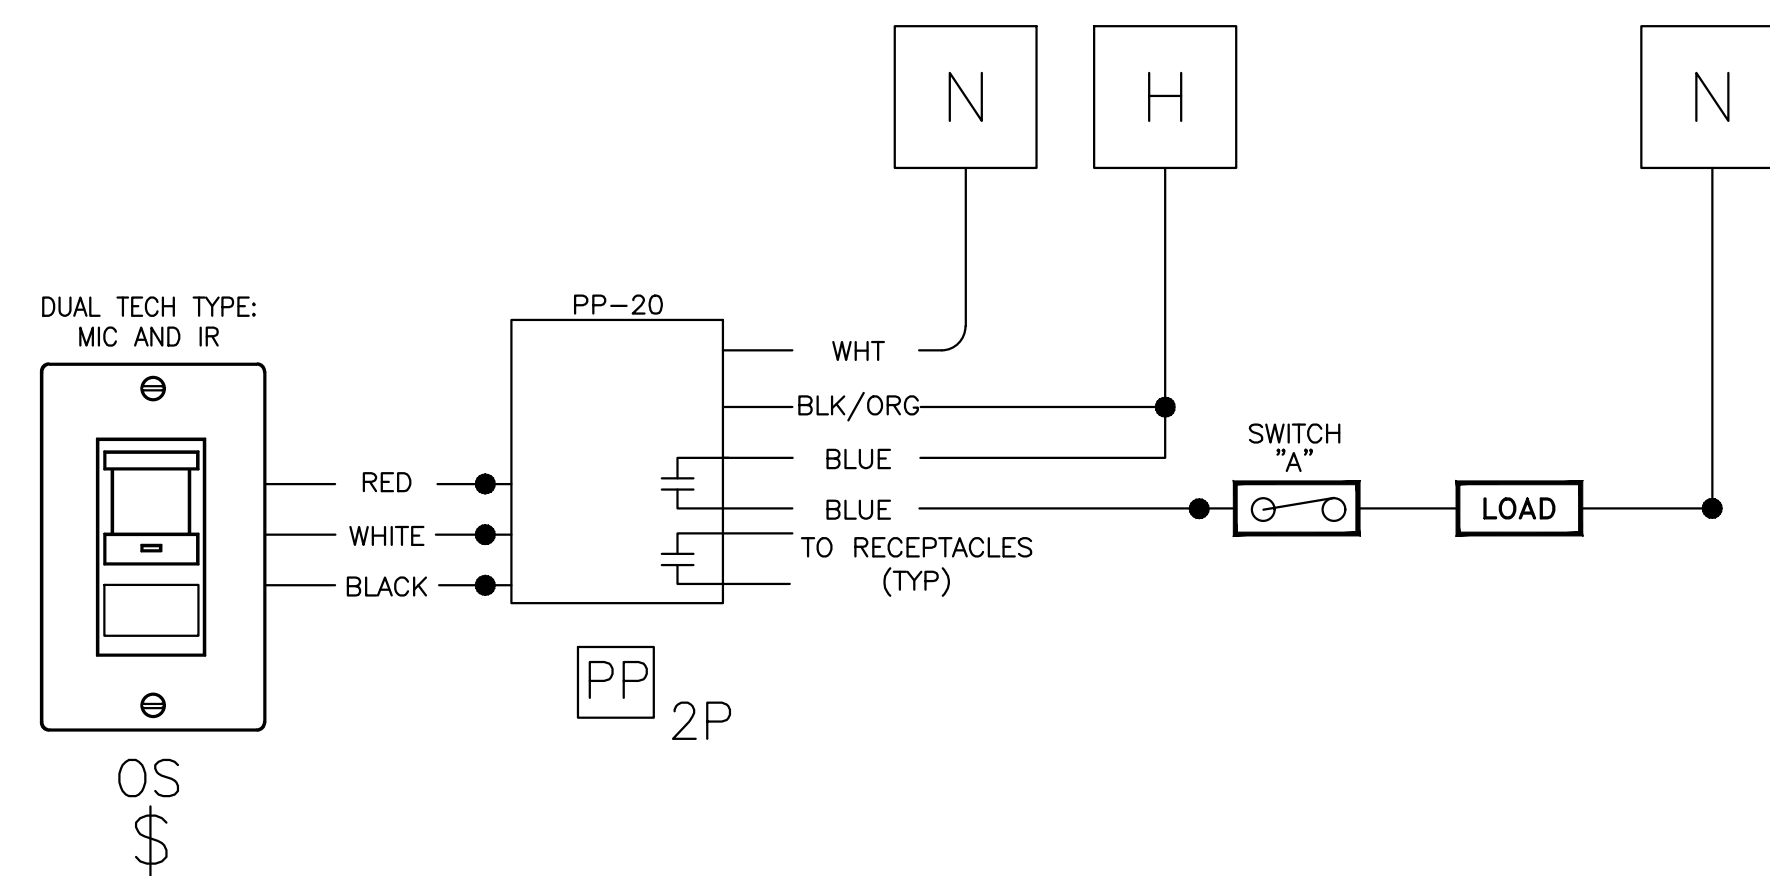 N
H
N
DUAL TECH TYPE:
MIC AND IR
PP-20
WHT
BLK/ORG
BLUE
BLUE
TO RECEPTACLES
(TYP)
SWITCH
"A"
LOAD
RED
WHITE
BLACK
PP
2P
OS
$